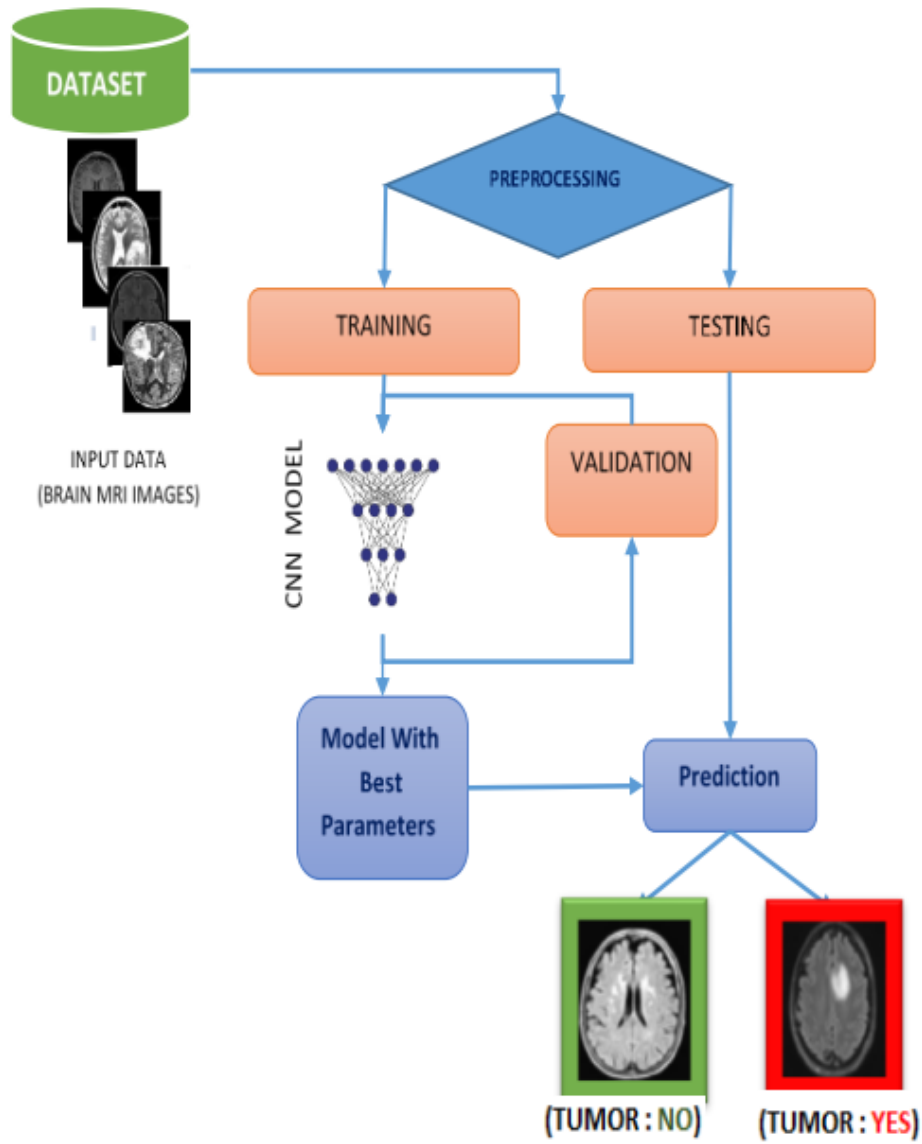 DATASET
PREPROCESSING
TRAINING
TESTING
INPUT DATA
(BRAIN MRI IMAGES)
CNN MODEL
VALIDATION
Model With
Best
Parameters
Prediction
(TUMOR : NO)
(TUMOR : YES)